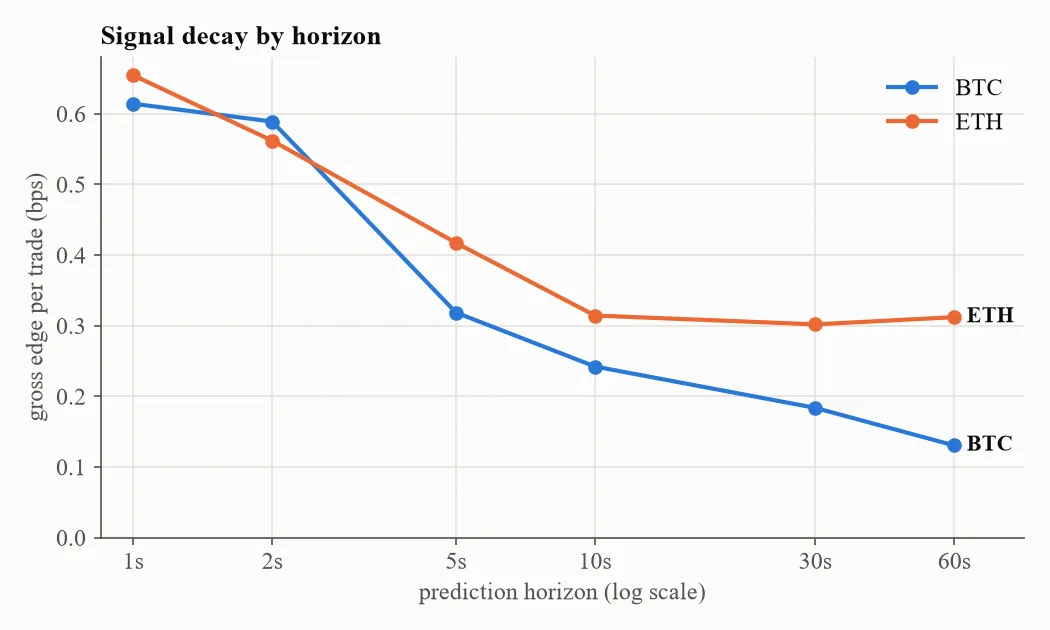 Signal decay by horizon
BTC
ETH
gross edge per trade (bps)
0.6
0.5
0.4
0.3
0.2
0.1
0.0
ETH
BTC
1s
2s
5s
10s
30s
60s
prediction horizon (log scale)